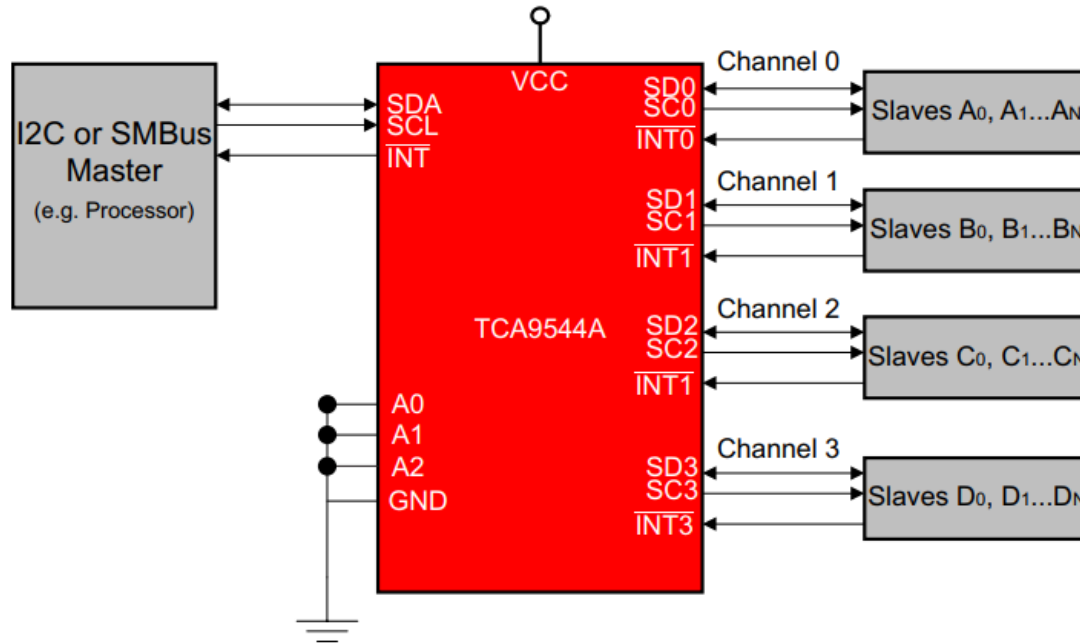 VCC
I2C or SMBus
Master
(e.g. Processor)
SDA
SCL
INT
TCA9544A
A0
A1
A2
GND
SD0
SC0
INT0
Channel 0
Slaves A0, A1...AN
SD1
SC1
INT1
Channel 1
Slaves B0, B1...BN
SD2
SC2
INT1
Channel 2
Slaves C0, C1...CN
SD3
SC3
INT3
Channel 3
Slaves D0, D1...DN